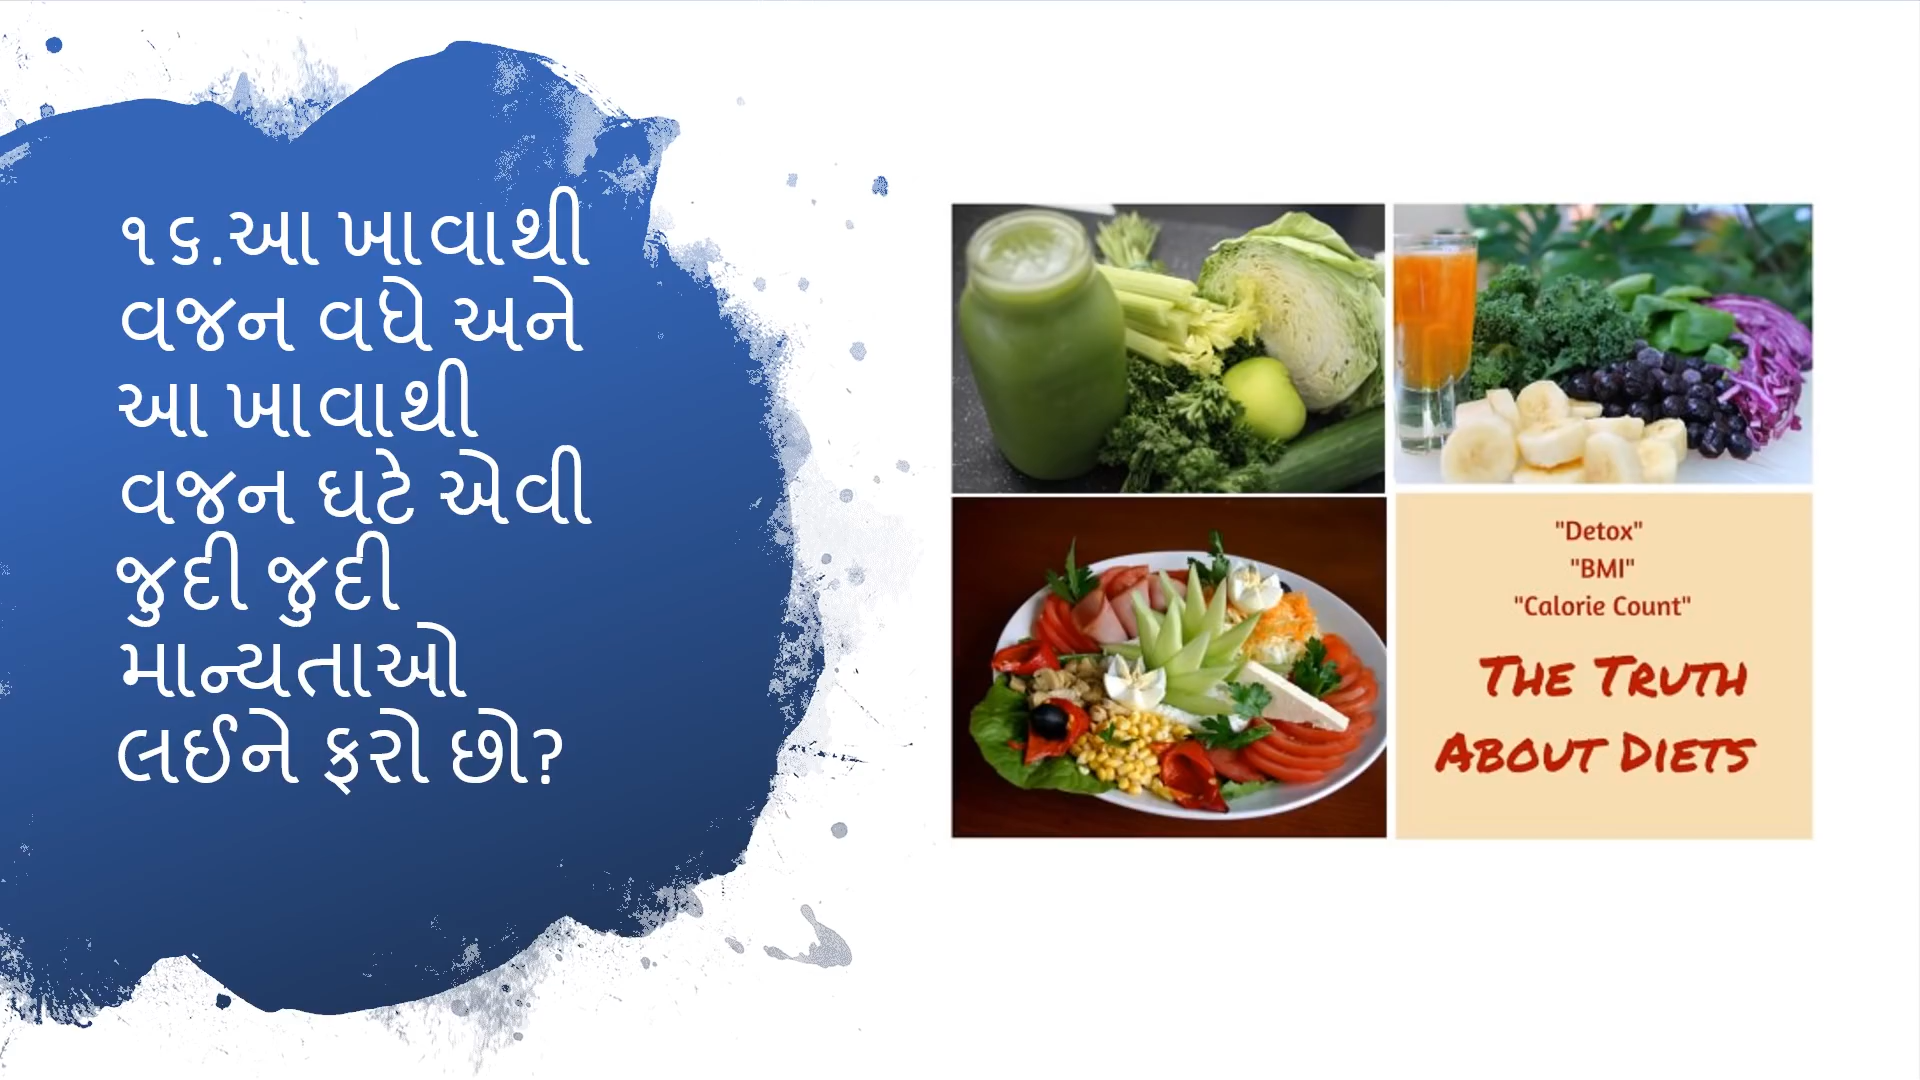 ૧૬.આ ખાવાથી
વજન વધે અને
આ ખાવાથી
વજન ઘટે એવી
જુદી જુદી
માન્યતાઓ
લઈને ફરો છો?
"Detox"
"BMI"
"Calorie Count"
THE TRUTH
ABOUT DIETS